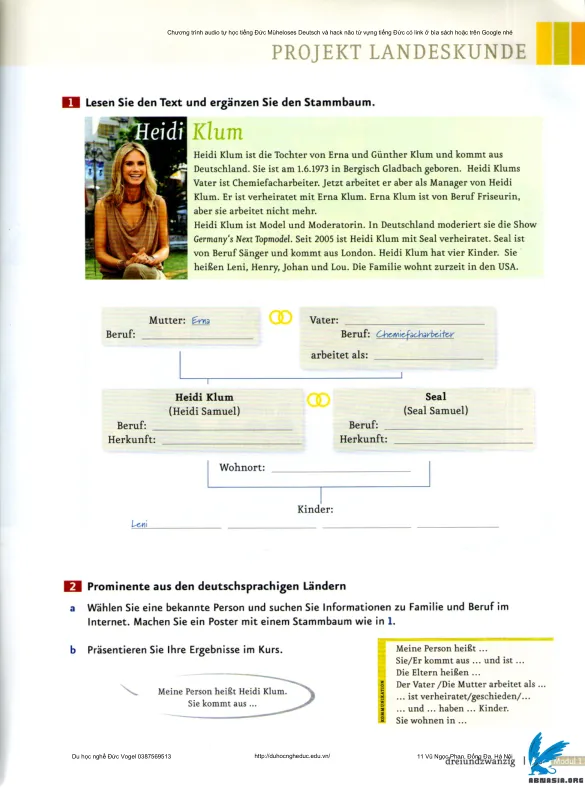 Chương trình audio tự học tiếng Đức Müheloses Deutsch và hack não từ vựng tiếng Đức có link ở bìa sách hoặc trên Google nhé
PROJEKT LANDESKUNDE
1 Lesen Sie den Text und ergänzen Sie den Stammbaum.
Heidi Klum
Heidi Klum ist die Tochter von Erna und Günther Klum und kommt aus
Deutschland. Sie ist am 1.6.1973 in Bergisch Gladbach geboren. Heidi Klums
Vater ist Chemiefacharbeiter. Jetzt arbeitet er aber als Manager von Heidi
Klum. Er ist verheiratet mit Erna Klum. Erna Klum ist von Beruf Friseurin,
aber sie arbeitet nicht mehr.
Heidi Klum ist Model und Moderatorin. In Deutschland moderiert sie die Show
Germany's Next Topmodel. Seit 2005 ist Heidi Klum mit Seal verheiratet. Seal ist
von Beruf Sänger und kommt aus London. Heidi Klum hat vier Kinder. Sie
heißen Leni, Henry, Johan und Lou. Die Familie wohnt zurzeit in den USA.
Mutter: Erna
Beruf:
Vater:
Beruf: Chemiefacharbeiter
arbeitet als:
Heidi Klum
(Heidi Samuel)
Beruf:
Herkunft:
Seal
(Seal Samuel)
Beruf:
Herkunft:
Wohnort:
Kinder:
Leni
2 Prominente aus den deutschsprachigen Ländern
a Wählen Sie eine bekannte Person und suchen Sie Informationen zu Familie und Beruf im
Internet. Machen Sie ein Poster mit einem Stammbaum wie in 1.
b Präsentieren Sie Ihre Ergebnisse im Kurs.
Meine Person heißt Heidi Klum.
Sie kommt aus ...
KOMMUNIKATION
Meine Person heißt ...
Sie/Er kommt aus ... und ist ...
Die Eltern heißen ...
Der Vater /Die Mutter arbeitet als ...
... ist verheiratet/geschieden/...
... und ... haben ... Kinder.
Sie wohnen in ...
Du học nghề Đức Vogel 0387569513
http://duhocngheduc.edu.vn/
11 Vũ Ngọc Phan, Đống Đa, Hà Nội
dreiundzwanzig
Modul 1